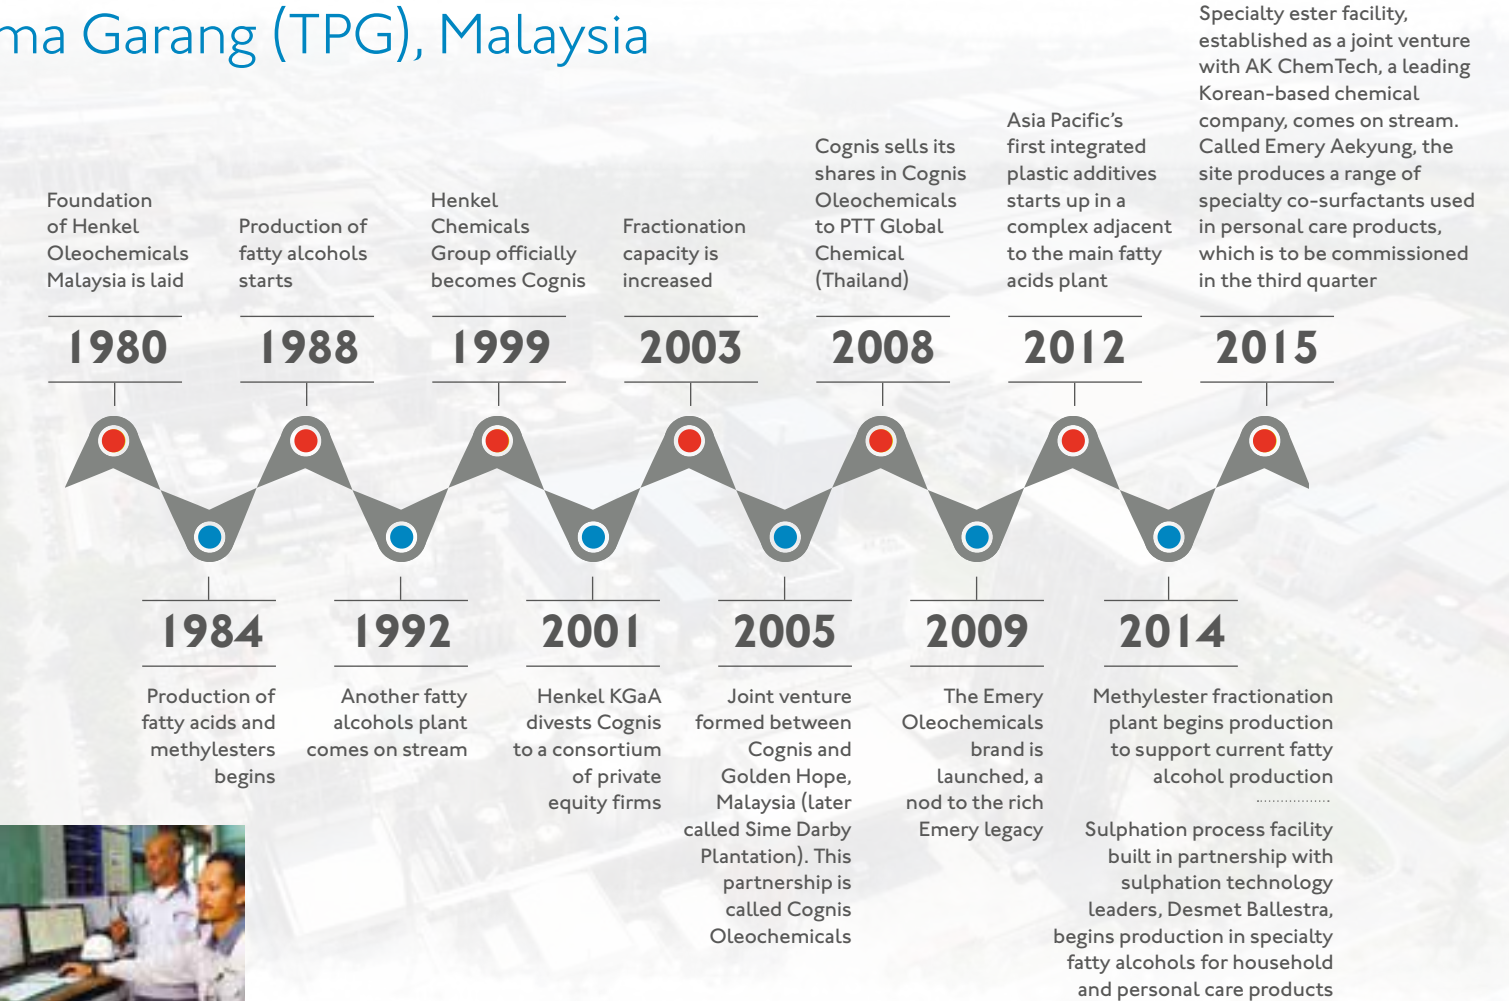 ma Garang (TPG), Malaysia
Foundation
of Henkel
Oleochemicals
Malaysia is laid
1980
Production of
fatty acids and
methylesters
begins
1984
Production of
fatty alcohols
starts
1988
Another fatty
alcohols plant
comes on stream
1992
Henkel
Chemicals
Group officially
becomes Cognis
1999
Henkel KGaA
divests Cognis
to a consortium
of private
equity firms
2001
Fractionation
capacity is
increased
2003
Joint venture
formed between
Cognis and
Golden Hope,
Malaysia (later
called Sime Darby
Plantation). This
partnership is
called Cognis
Oleochemicals
2005
Cognis sells its
shares in Cognis
Oleochemicals
to PTT Global
Chemical
(Thailand)
2008
The Emery
Oleochemicals
brand is
launched, a
nod to the rich
Emery legacy
2009
Asia Pacific's
first integrated
plastic additives
starts up in a
complex adjacent
to the main fatty
acids plant
2012
Methylester fractionation
plant begins production
to support current fatty
alcohol production
Sulphation process facility
built in partnership with
sulphation technology
leaders, Desmet Ballestra,
begins production in specialty
fatty alcohols for household
and personal care products
2014
Specialty ester facility,
established as a joint venture
with AK ChemTech, a leading
Korean-based chemical
company, comes on stream.
Called Emery Aekyung, the
site produces a range of
specialty co-surfactants used
in personal care products,
which is to be commissioned
in the third quarter
2015